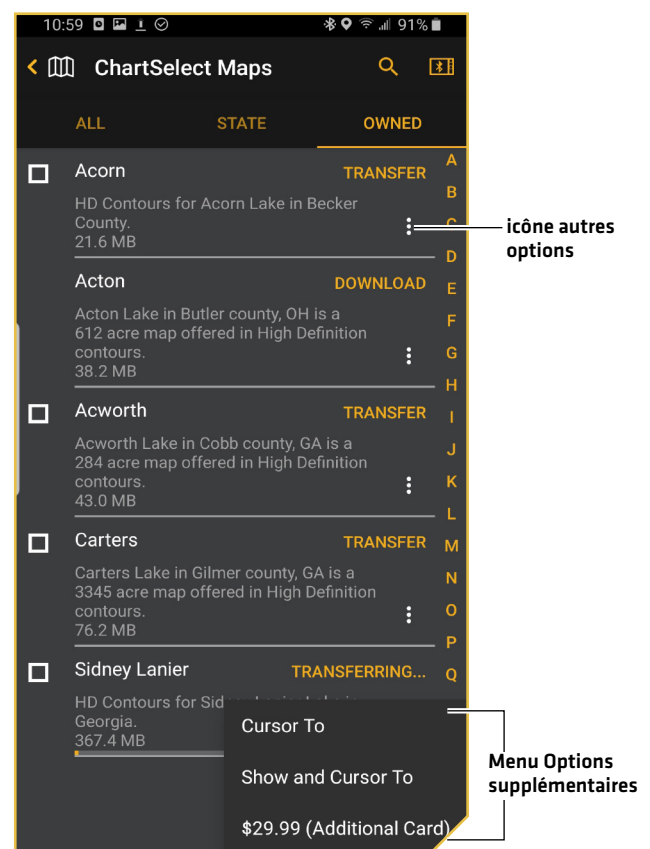 10:59 91%
ChartSelect Maps
ALL STATE OWNED
Acorn TRANSFER
HD Contours for Acorn Lake in Becker
County.
21.6 MB
Acton DOWNLOAD
Acton Lake in Butler county, OH is a
612 acre map offered in High Definition
contours.
38.2 MB
Acworth TRANSFER
Acworth Lake in Cobb county, GA is a
284 acre map offered in High Definition
contours.
43.0 MB
Carters TRANSFER
Carters Lake in Gilmer county, GA is a
3345 acre map offered in High Definition
contours.
76.2 MB
Sidney Lanier TRANSFERRING...
HD Contours for Sid
Georgia.
367.4 MB
Cursor To
Show and Cursor To
$29.99 (Additional Card)
A
B
C
D
E
F
G
H
I
J
K
L
M
N
O
P
Q
icône autres
options
Menu Options
supplémentaires